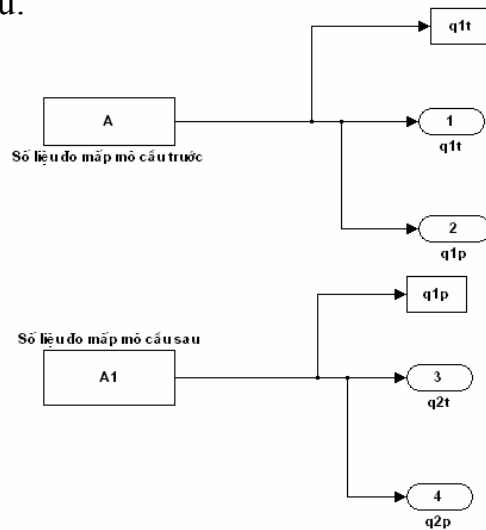 u.
q1t
A
1
Số liệu đo mấp mô cầu trước
q1t
2
q1p
q1p
Số liệu đo mấp mô cầu sau
A1
3
q2t
4
q2p